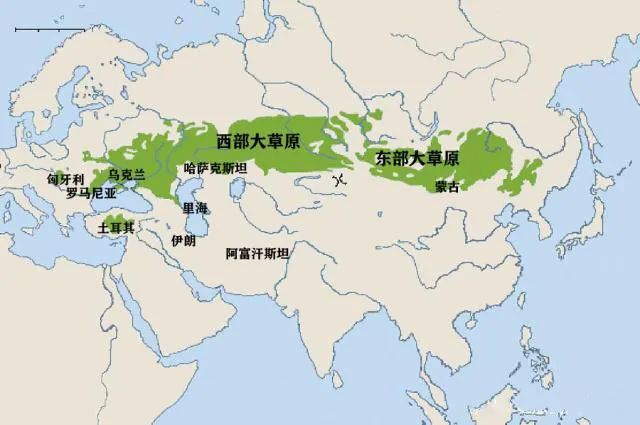 西部大草原
东部大草原
哈萨克斯坦
乌克兰
匈牙利
蒙古
罗马尼亚
里海
土耳其
伊朗
阿富汗斯坦